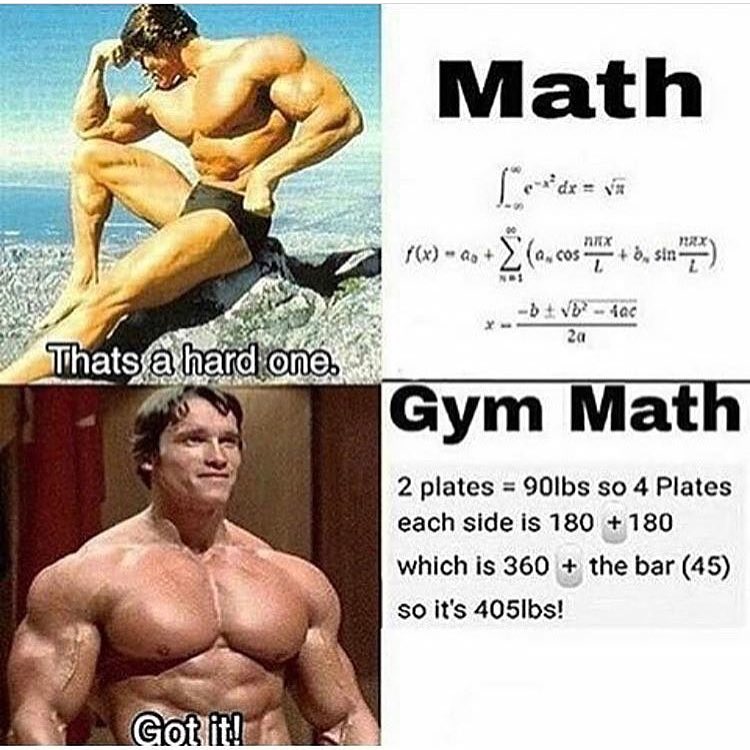 Math
∫_{-∞}^{∞} e^{-x²} dx = √π
f(x) = a₀ + ∑_{n=1}^{∞} (aₙ cos nπx/L + bₙ sin nπx/L)
x = -b ± √b² - 4ac / 2a
Thats a hard one.
Gym Math
2 plates = 90lbs so 4 Plates
each side is 180 + 180
which is 360 + the bar (45)
so it's 405lbs!
Got it!